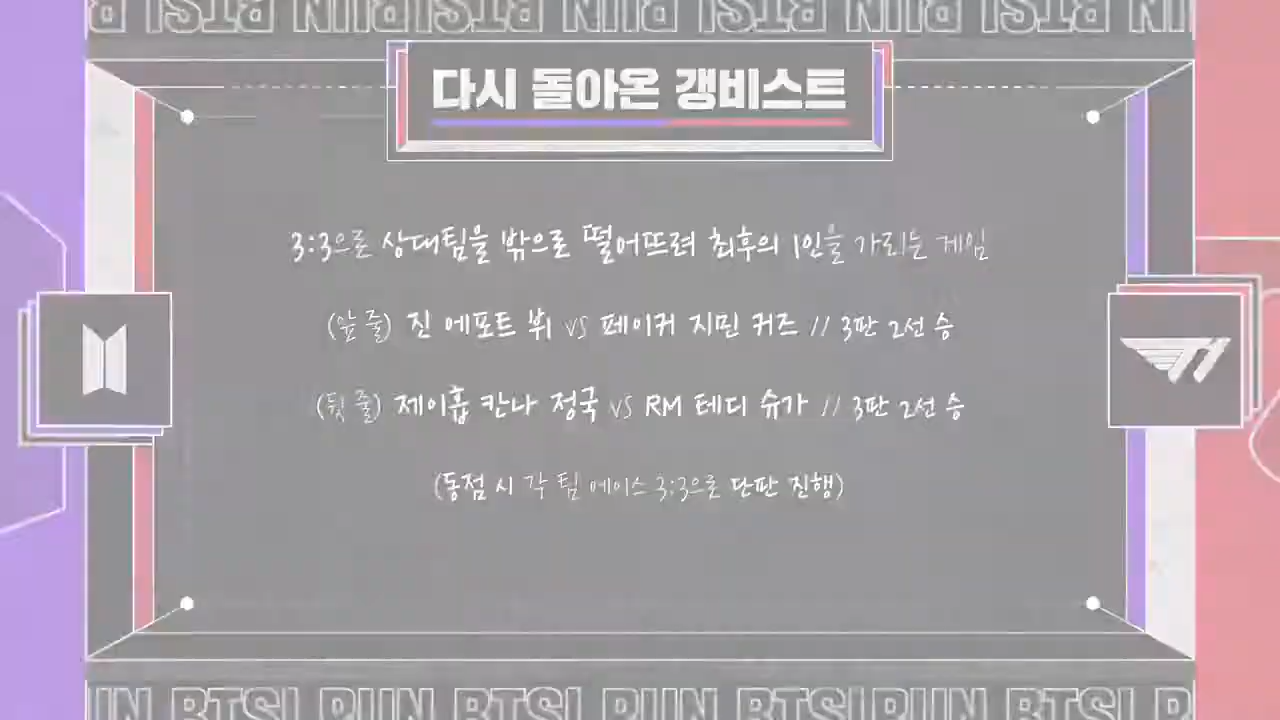 RUN BTS! RUN BTS! RUN BTS! RUN
다시 돌아온 갱비스트
3:3으로 상대팀을 밖으로 떨어뜨려 최후의 1인을 가리는 게임
(앞 줄) 진 에포트 뷔 VS 페이커 지민 커즈 // 3판 2선 승
(뒷 줄) 제이홉 칸나 정국 VS RM 테디 슈가 // 3판 2선 승
(동점 시 각 팀 에이스 3:3으로 단판 진행)
UN BTS! RUN BTS! RUN BTS! RUN BTS! R